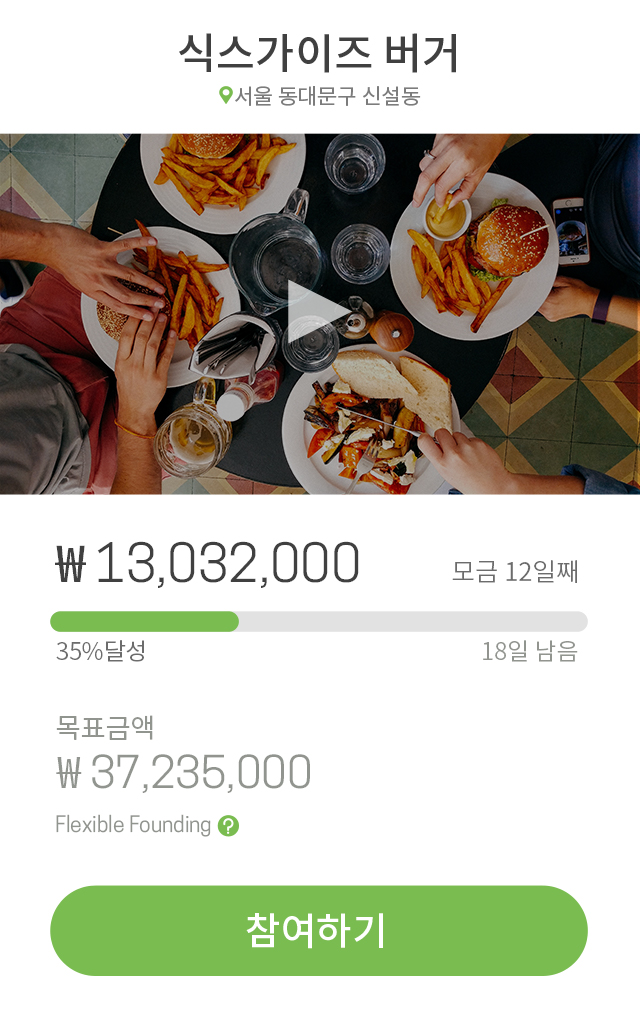 식스가이즈 버거
서울 동대문구 신설동
₩ 13,032,000
모금 12일째
35%달성
18일 남음
목표금액
₩ 37,235,000
Flexible Founding ?
참여하기